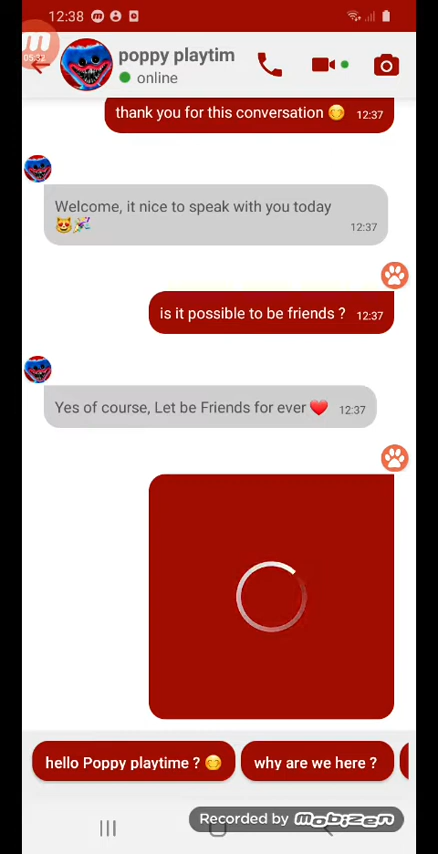 12:38
05:32
poppy playtim
online
thank you for this conversation 😊 12:37
Welcome, it nice to speak with you today
😻🎉 12:37
is it possible to be friends ? 12:37
Yes of course, Let be Friends for ever ❤️ 12:37
hello Poppy playtime ? 😊
why are we here ?
Recorded by mobizen